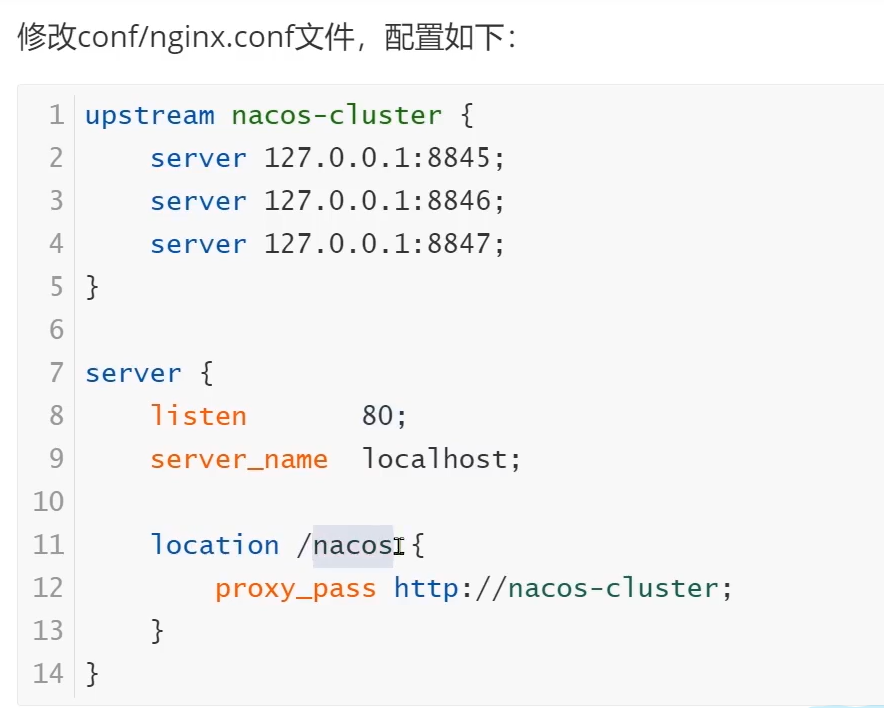 修改conf/nginx.conf文件，配置如下：
1 upstream nacos-cluster {
2     server 127.0.0.1:8845;
3     server 127.0.0.1:8846;
4     server 127.0.0.1:8847;
5 }
6
7 server {
8     listen       80;
9     server_name  localhost;
10
11     location /nacos {
12         proxy_pass http://nacos-cluster;
13     }
14 }